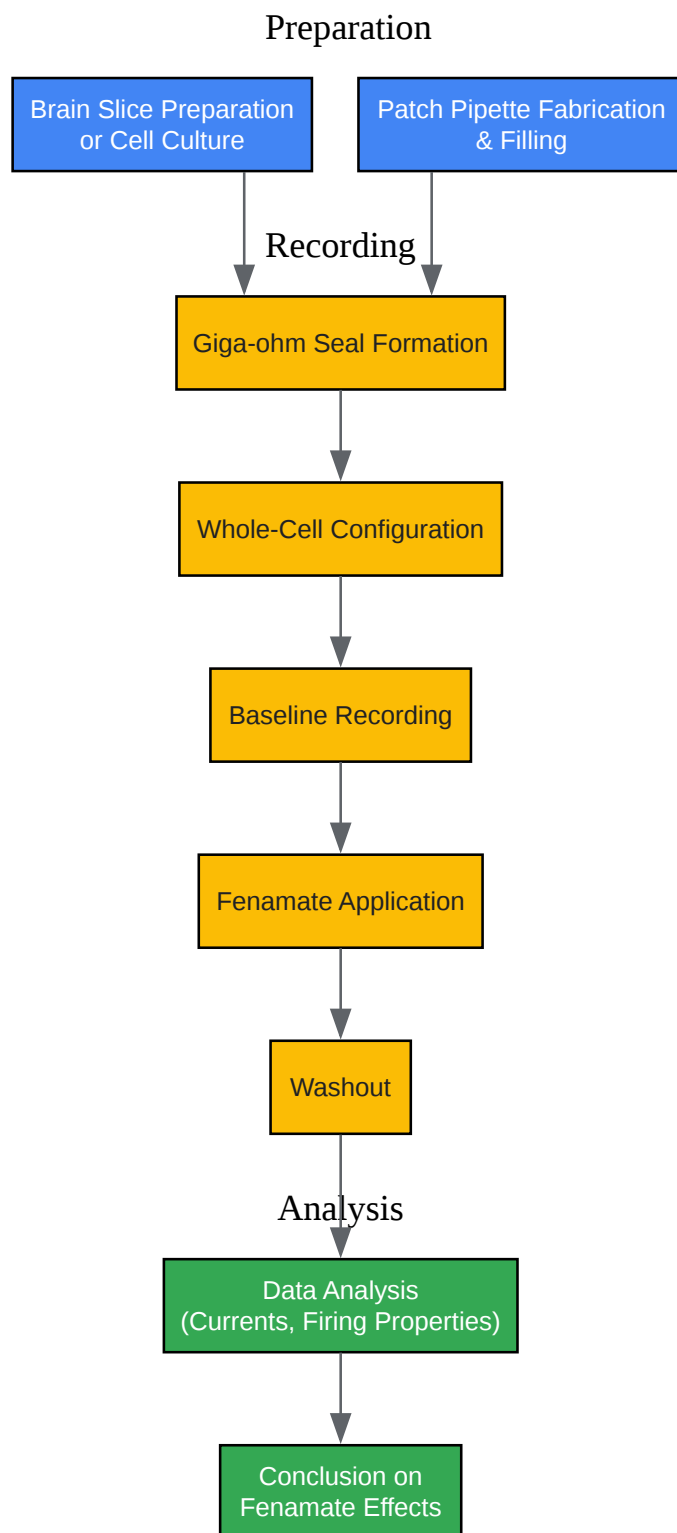 Preparation
Brain Slice Preparation
or Cell Culture
Patch Pipette Fabrication
& Filling
Recording
Giga-ohm Seal Formation
Whole-Cell Configuration
Baseline Recording
Fenamate Application
Washout
Analysis
Data Analysis
(Currents, Firing Properties)
Conclusion on
Fenamate Effects